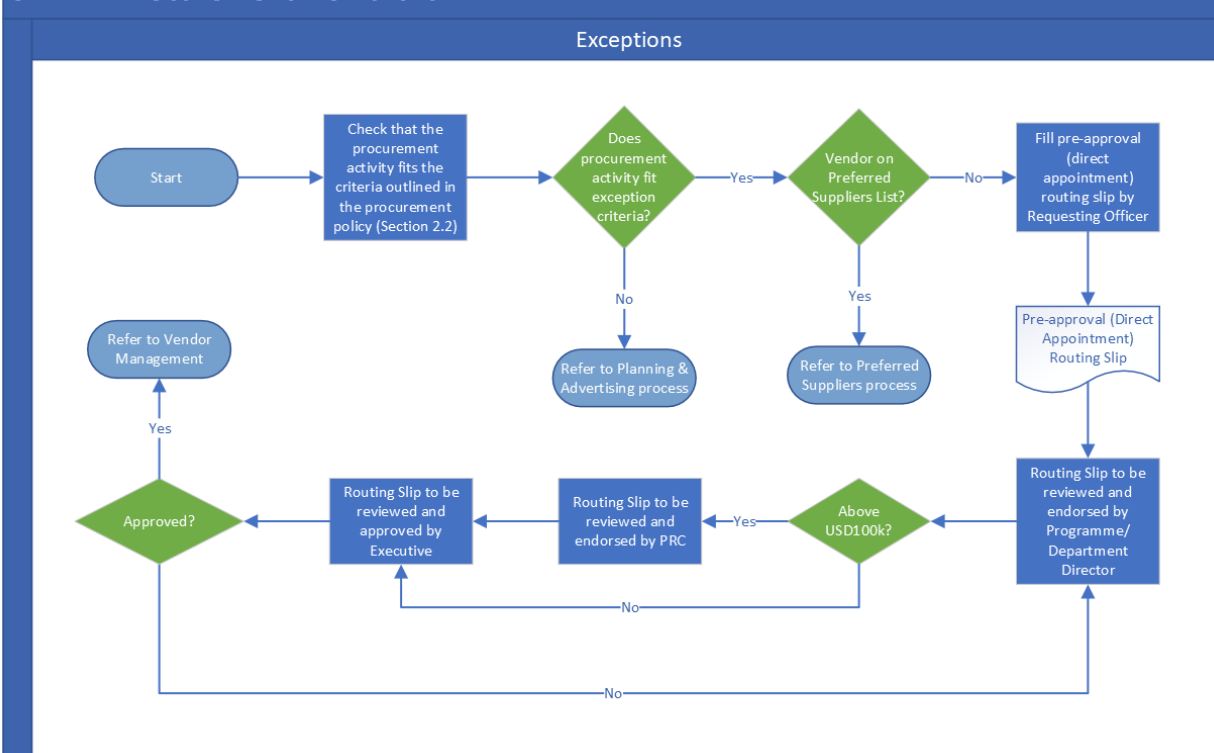 Exceptions
Start
Check that the
procurement
activity fits the
criteria outlined in
the procurement
policy (Section 2.2)
Does
procurement
activity fit
exception
criteria?
Yes
Vendor on
Preferred
Suppliers List?
No
Fill pre-approval
(direct
appointment)
routing slip by
Requesting Officer
No
Yes
Refer to Planning &
Advertising process
Refer to Preferred
Suppliers process
Pre-approval (Direct
Appointment)
Routing Slip
Refer to Vendor
Management
Yes
Approved?
Routing Slip to be
reviewed and
approved by
Executive
Routing Slip to be
reviewed and
endorsed by PRC
Yes
Above
USD100k?
Routing Slip to be
reviewed and
endorsed by
Programme/
Department
Director
No
No